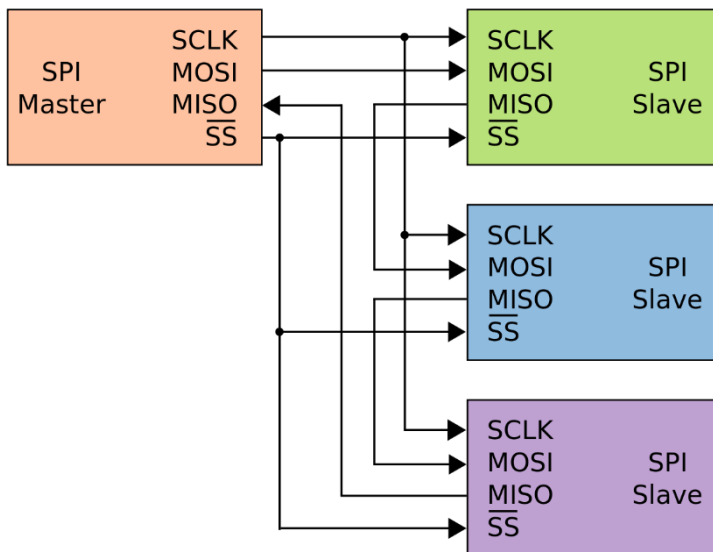 SPI
Master
SCLK
MOSI
MISO
SS
SCLK
MOSI
MISO
SS
SPI
Slave
SCLK
MOSI
MISO
SS
SPI
Slave
SCLK
MOSI
MISO
SS
SPI
Slave